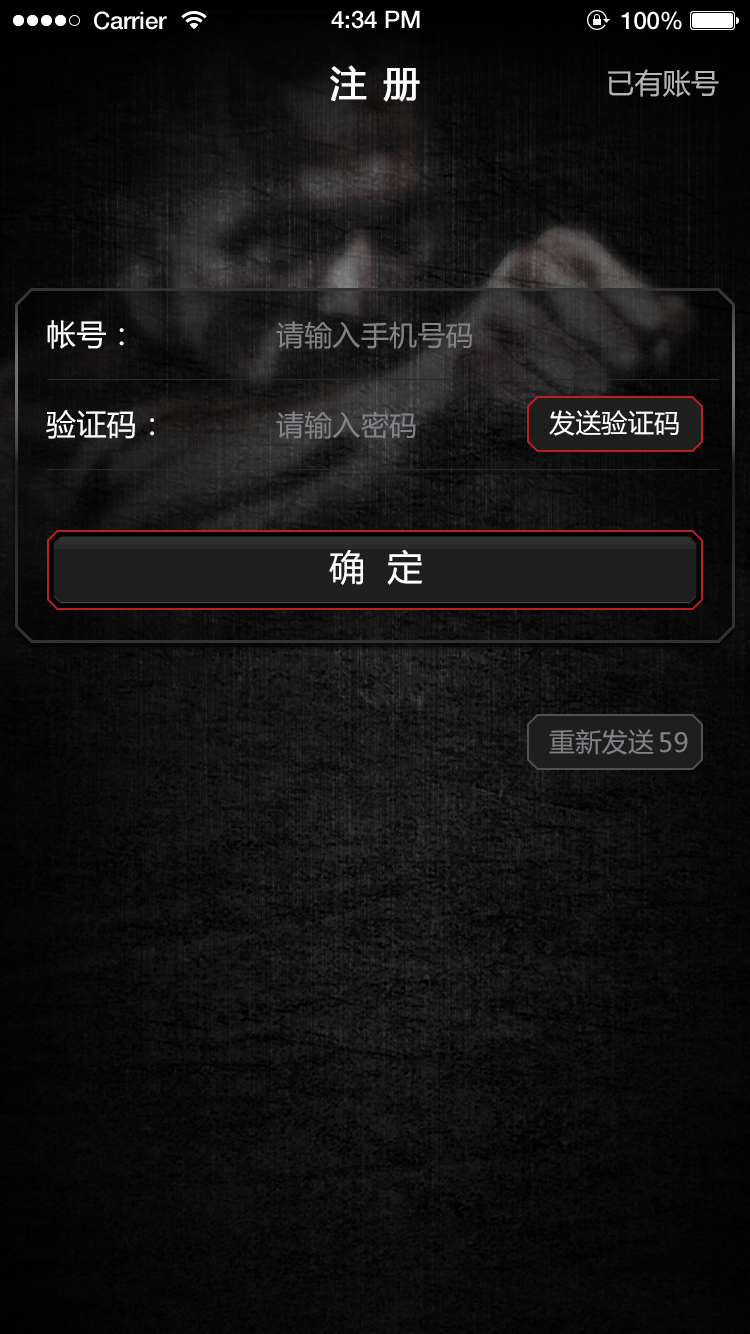 Carrier 4:34 PM 100%
注 册 已有账号
帐号： 请输入手机号码
验证码： 请输入密码 发送验证码
确 定
重新发送 59